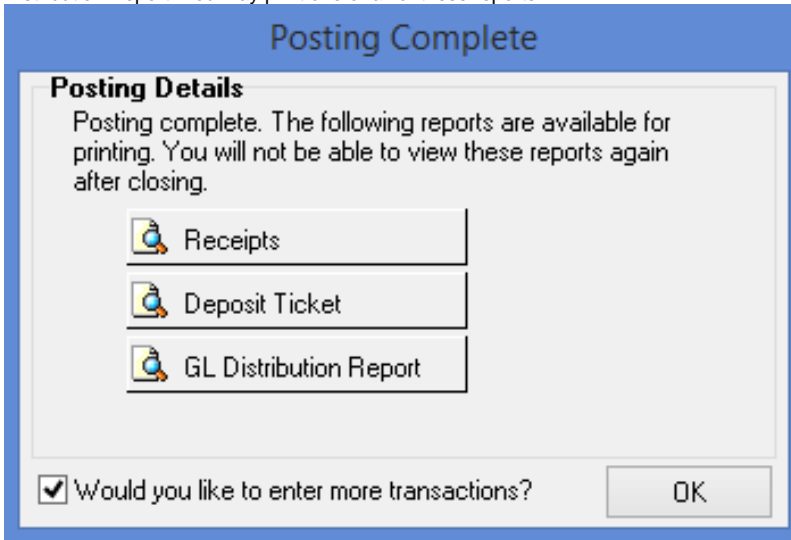 Posting Complete
Posting Details
Posting complete. The following reports are available for
printing. You will not be able to view these reports again
after closing.
Receipts
Deposit Ticket
GL Distribution Report
Would you like to enter more transactions?
OK